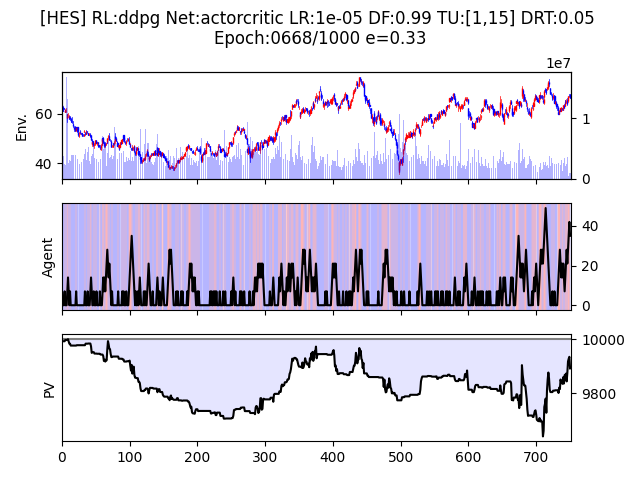 [HES] RL:ddpg Net:actorcritic LR:1e-05 DF:0.99 TU:[1,15] DRT:0.05
Epoch:0668/1000 e=0.33
1e7
Env.
60
40
1
0
Agent
40
20
0
PV
10000
9800
0 100 200 300 400 500 600 700